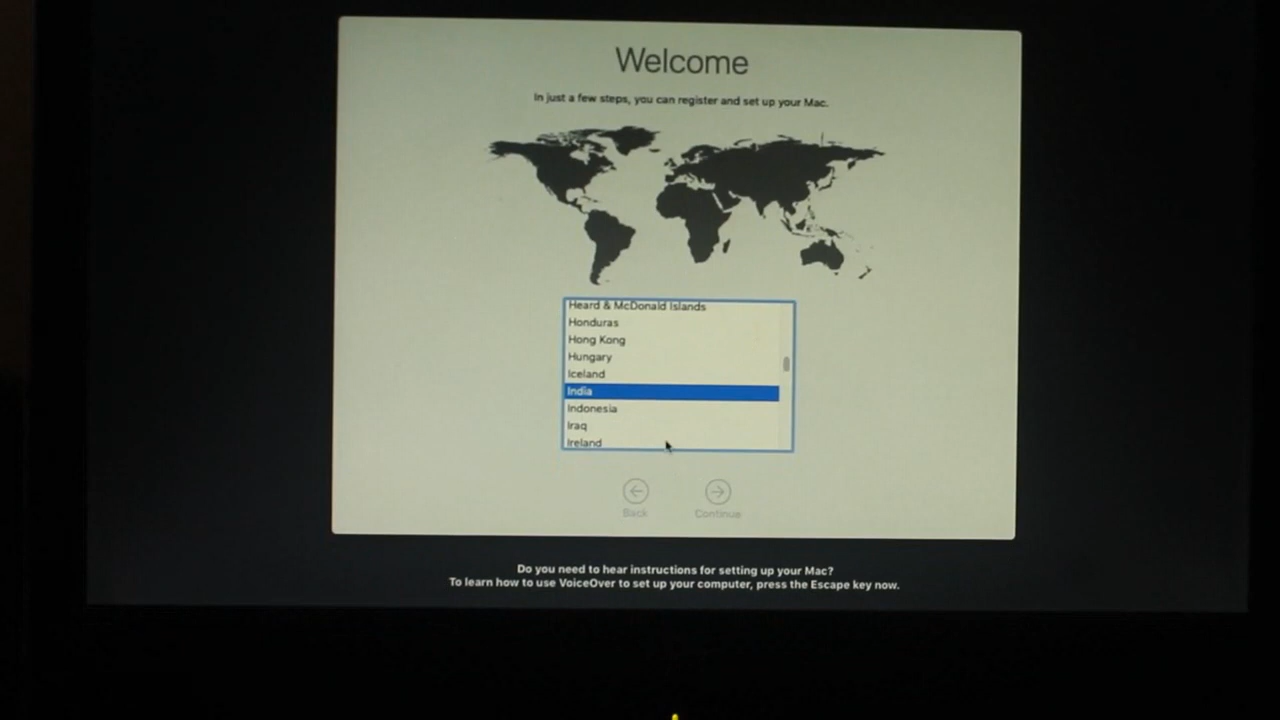 Welcome
In just a few steps, you can register and set up your Mac.
Heard & McDonald Islands
Honduras
Hong Kong
Hungary
Iceland
India
Indonesia
Iraq
Ireland
Back
Continue
Do you need to hear instructions for setting up your Mac?
To learn how to use VoiceOver to set up your computer, press the Escape key now.